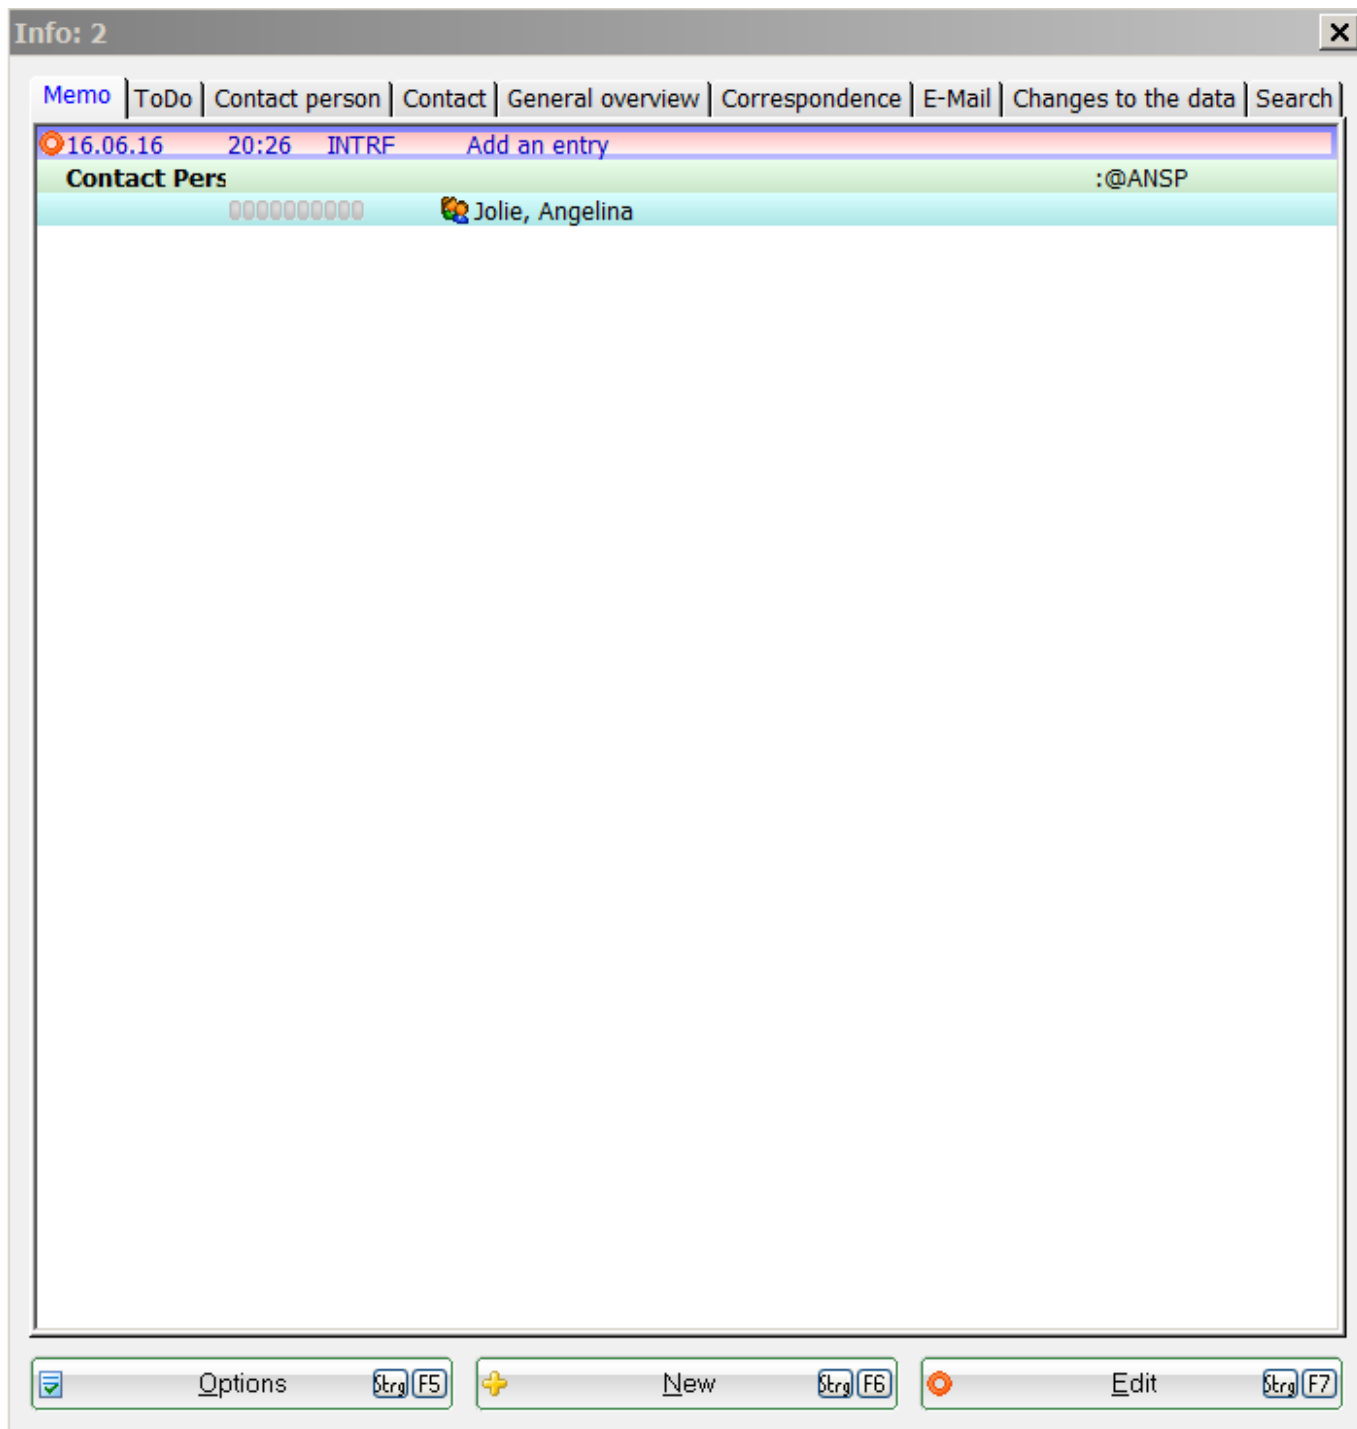 Info: 2
Memo ToDo Contact person Contact General overview Correspondence E-Mail Changes to the data Search
16.06.16 20:26 INTRF Add an entry
Contact Pers :@ANSP
0000000000 Jolie, Angelina
Options Strg F5 New Strg F6 Edit Strg F7